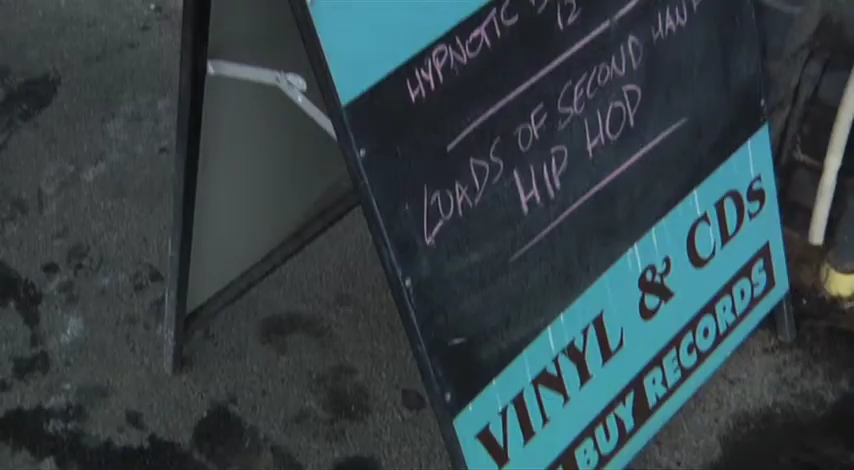 HYPNOTIC
12
LOADS OF SECOND HAND
HIP HOP
VINYL & CDS
BUY RECORDS